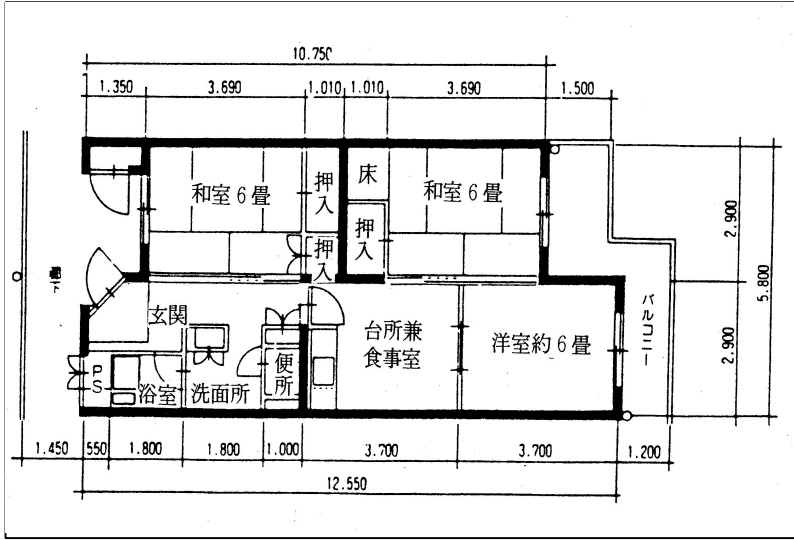 10.750
1.350 3.690 1.010 1.010 3.690 1.500
和室6畳
押入
床
和室6畳
押入
押入
2.900
5.800
2.900
玄関
台所兼
食事室
洋室約6畳
バルコニー
PS
浴室
洗面所
便所
1.450 550 1.800 1.800 1.000 3.700 3.700 1.200
12.550